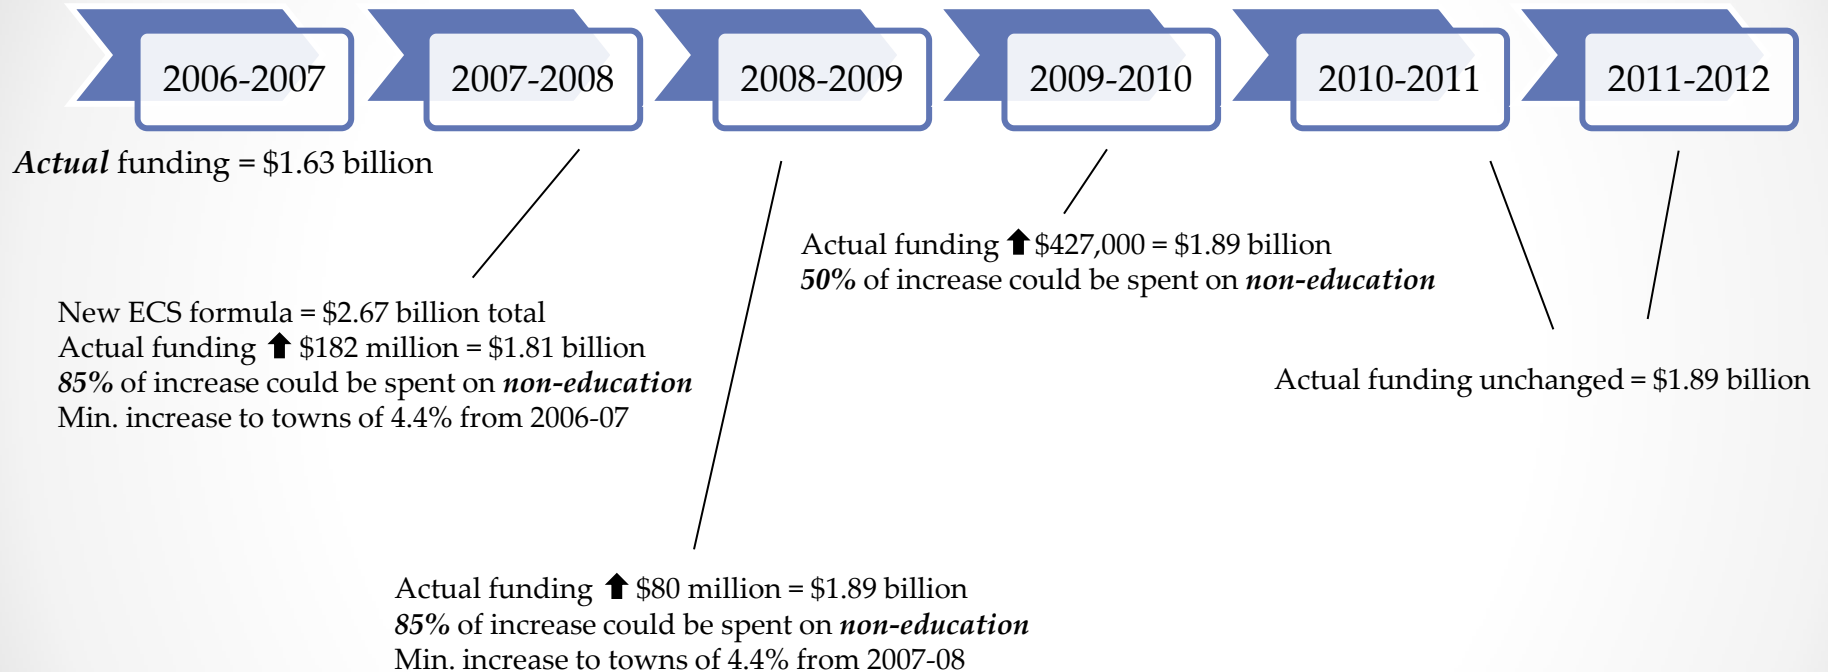 2006-2007
2007-2008
2008-2009
2009-2010
2010-2011
2011-2012
Actual funding = $1.63 billion
New ECS formula = $2.67 billion total
Actual funding ⬆ $182 million = $1.81 billion
85% of increase could be spent on non-education
Min. increase to towns of 4.4% from 2006-07
Actual funding ⬆ $80 million = $1.89 billion
85% of increase could be spent on non-education
Min. increase to towns of 4.4% from 2007-08
Actual funding ⬆ $427,000 = $1.89 billion
50% of increase could be spent on non-education
Actual funding unchanged = $1.89 billion